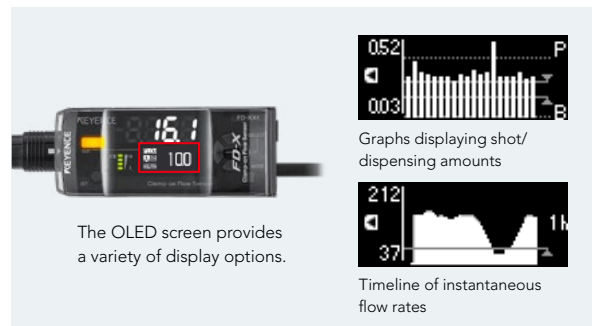 KEYENCE
KEYENCE
16.1
100
FD-X
The OLED screen provides
a variety of display options.
0.52
P
0.03
B
Graphs displaying shot/
dispensing amounts
212
1h
37
Timeline of instantaneous
flow rates